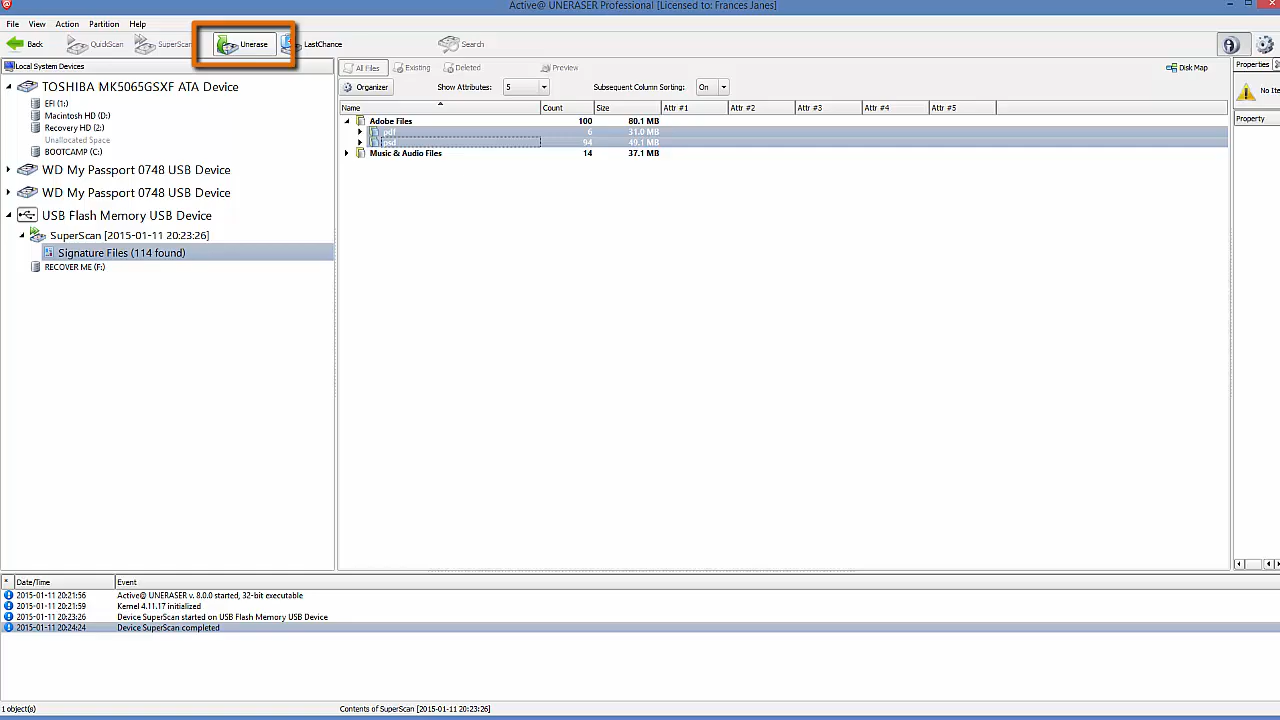 Active@ UNERASER Professional [Licensed to: Frances Janes]
File View Action Partition Help
Back QuickScan SuperScan Unerase LastChance Search
Local System Devices
TOSHIBA MK5065GSXF ATA Device
EFI (1:)
Macintosh HD (D:)
Recovery HD (2:)
Unallocated Space
BOOTCAMP (C:)
WD My Passport 0748 USB Device
WD My Passport 0748 USB Device
USB Flash Memory USB Device
SuperScan [2015-01-11 20:23:26]
Signature Files (114 found)
RECOVER ME (F:)
All Files Existing Deleted Preview Disk Map
Organizer Show Attributes: 5 Subsequent Column Sorting: On
Name Count Size Attr #1 Attr #2 Attr #3 Attr #4 Attr #5
Adobe Files 100 80.1 MB
pdf 6 31.0 MB
psd 94 49.1 MB
Music & Audio Files 14 37.1 MB
Properties
No Ite
Property
* Date/Time Event
2015-01-11 20:21:56 Active@ UNERASER v. 8.0.0 started, 32-bit executable
2015-01-11 20:21:59 Kernel 4.11.17 initialized
2015-01-11 20:23:26 Device SuperScan started on USB Flash Memory USB Device
2015-01-11 20:24:24 Device SuperScan completed
1 object(s) Contents of SuperScan [2015-01-11 20:23:26]